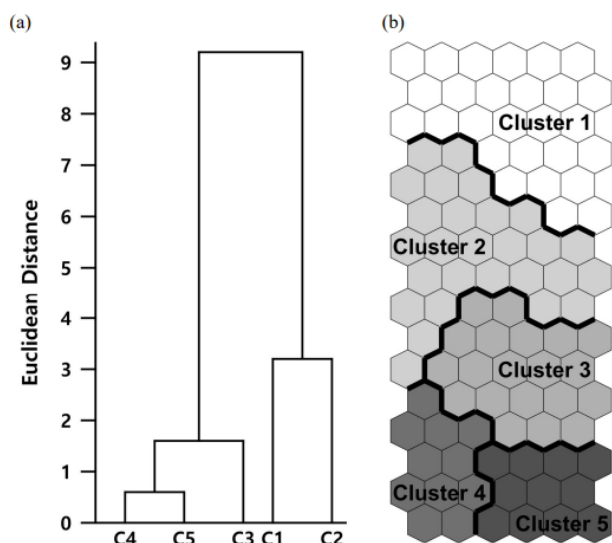 (a)
(b)
9
8
7
6
5
4
3
2
1
0
Euclidean Distance
C4 C5 C3 C1 C2
Cluster 1
Cluster 2
Cluster 3
Cluster 4
Cluster 5